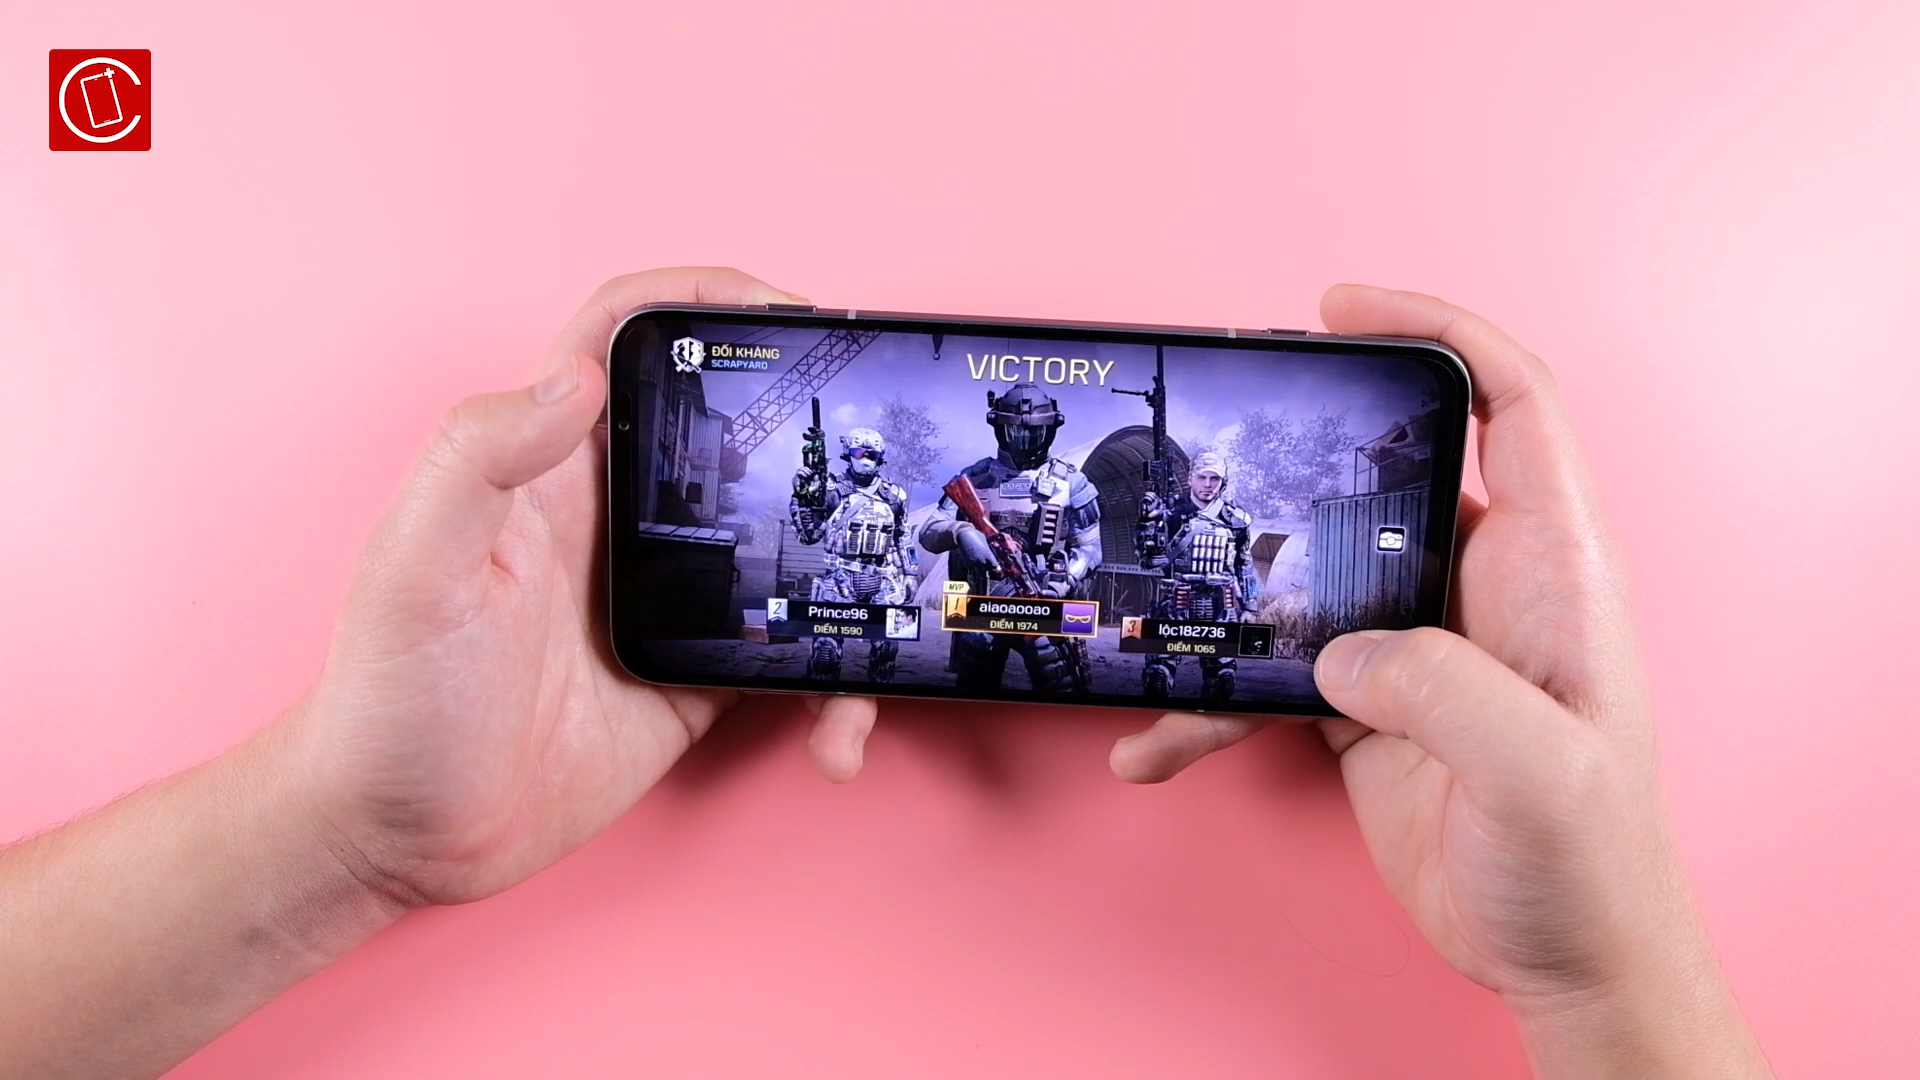 ĐỐI KHÁNG
SCRAPYARD
VICTORY
MVP
1
aiaoaooao
ĐIỂM 1974
2
Prince96
ĐIỂM 1590
3
lộc182736
ĐIỂM 1065